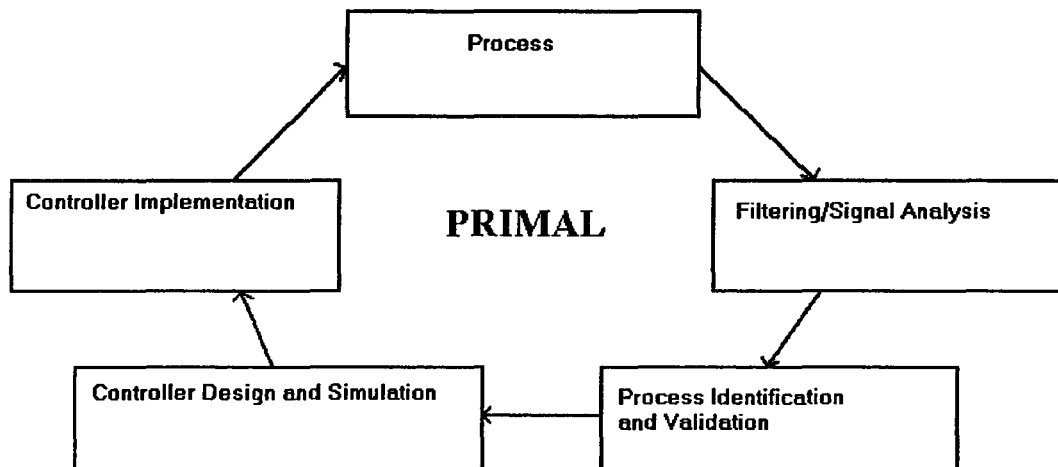 Process
Controller Implementation
PRIMAL
Filtering/Signal Analysis
Controller Design and Simulation
Process Identification
and Validation